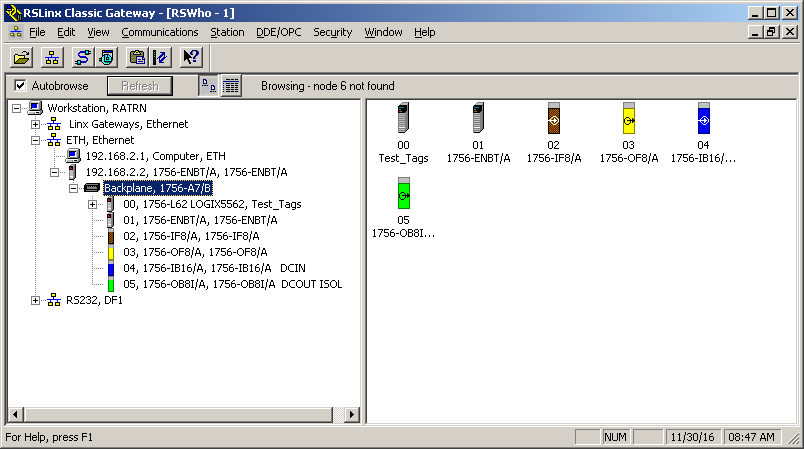 RSLinx Classic Gateway - [RSWho - 1]
File Edit View Communications Station DDE/OPC Security Window Help
Autobrowse Refresh Browsing - node 6 not found
Workstation, RATRN
Linx Gateways, Ethernet
ETH, Ethernet
192.168.2.1, Computer, ETH
192.168.2.2, 1756-ENBT/A, 1756-ENBT/A
Backplane, 1756-A7/B
00, 1756-L62 LOGIX5562, Test_Tags
01, 1756-ENBT/A, 1756-ENBT/A
02, 1756-IF8/A, 1756-IF8/A
03, 1756-OF8/A, 1756-OF8/A
04, 1756-IB16/A, 1756-IB16/A DCIN
05, 1756-OB8I/A, 1756-OB8I/A DCOUT ISOL
RS232, DF1
00 01 02 03 04
Test_Tags 1756-ENBT/A 1756-IF8/A 1756-OF8/A 1756-IB16/...
05
1756-OB8I...
For Help, press F1 NUM 11/30/16 08:47 AM